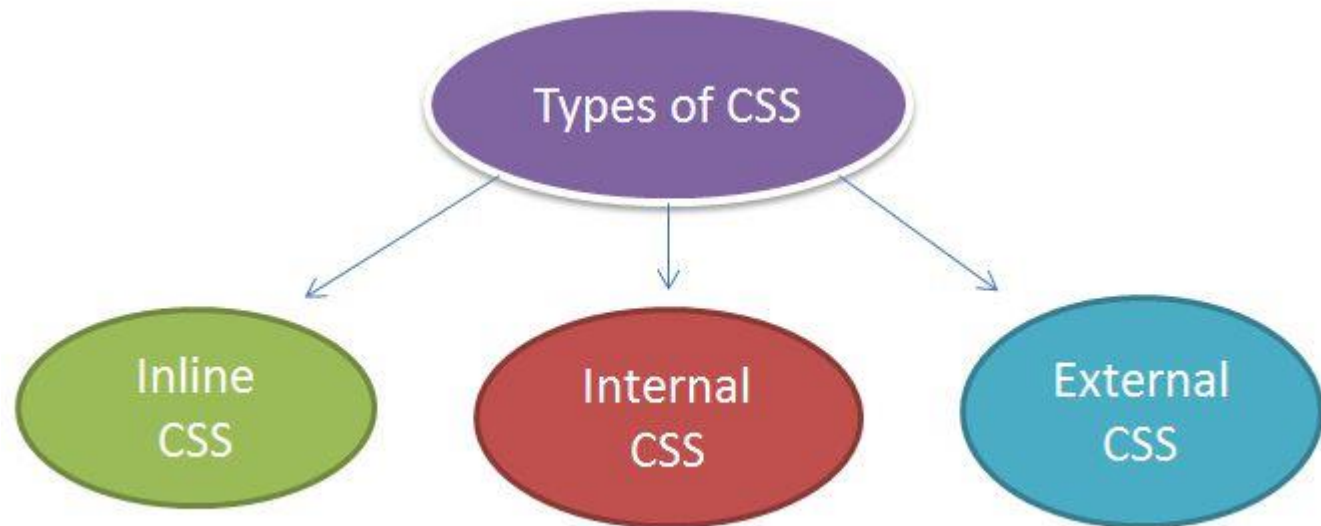 Types of CSS
Inline
CSS
Internal
CSS
External
CSS